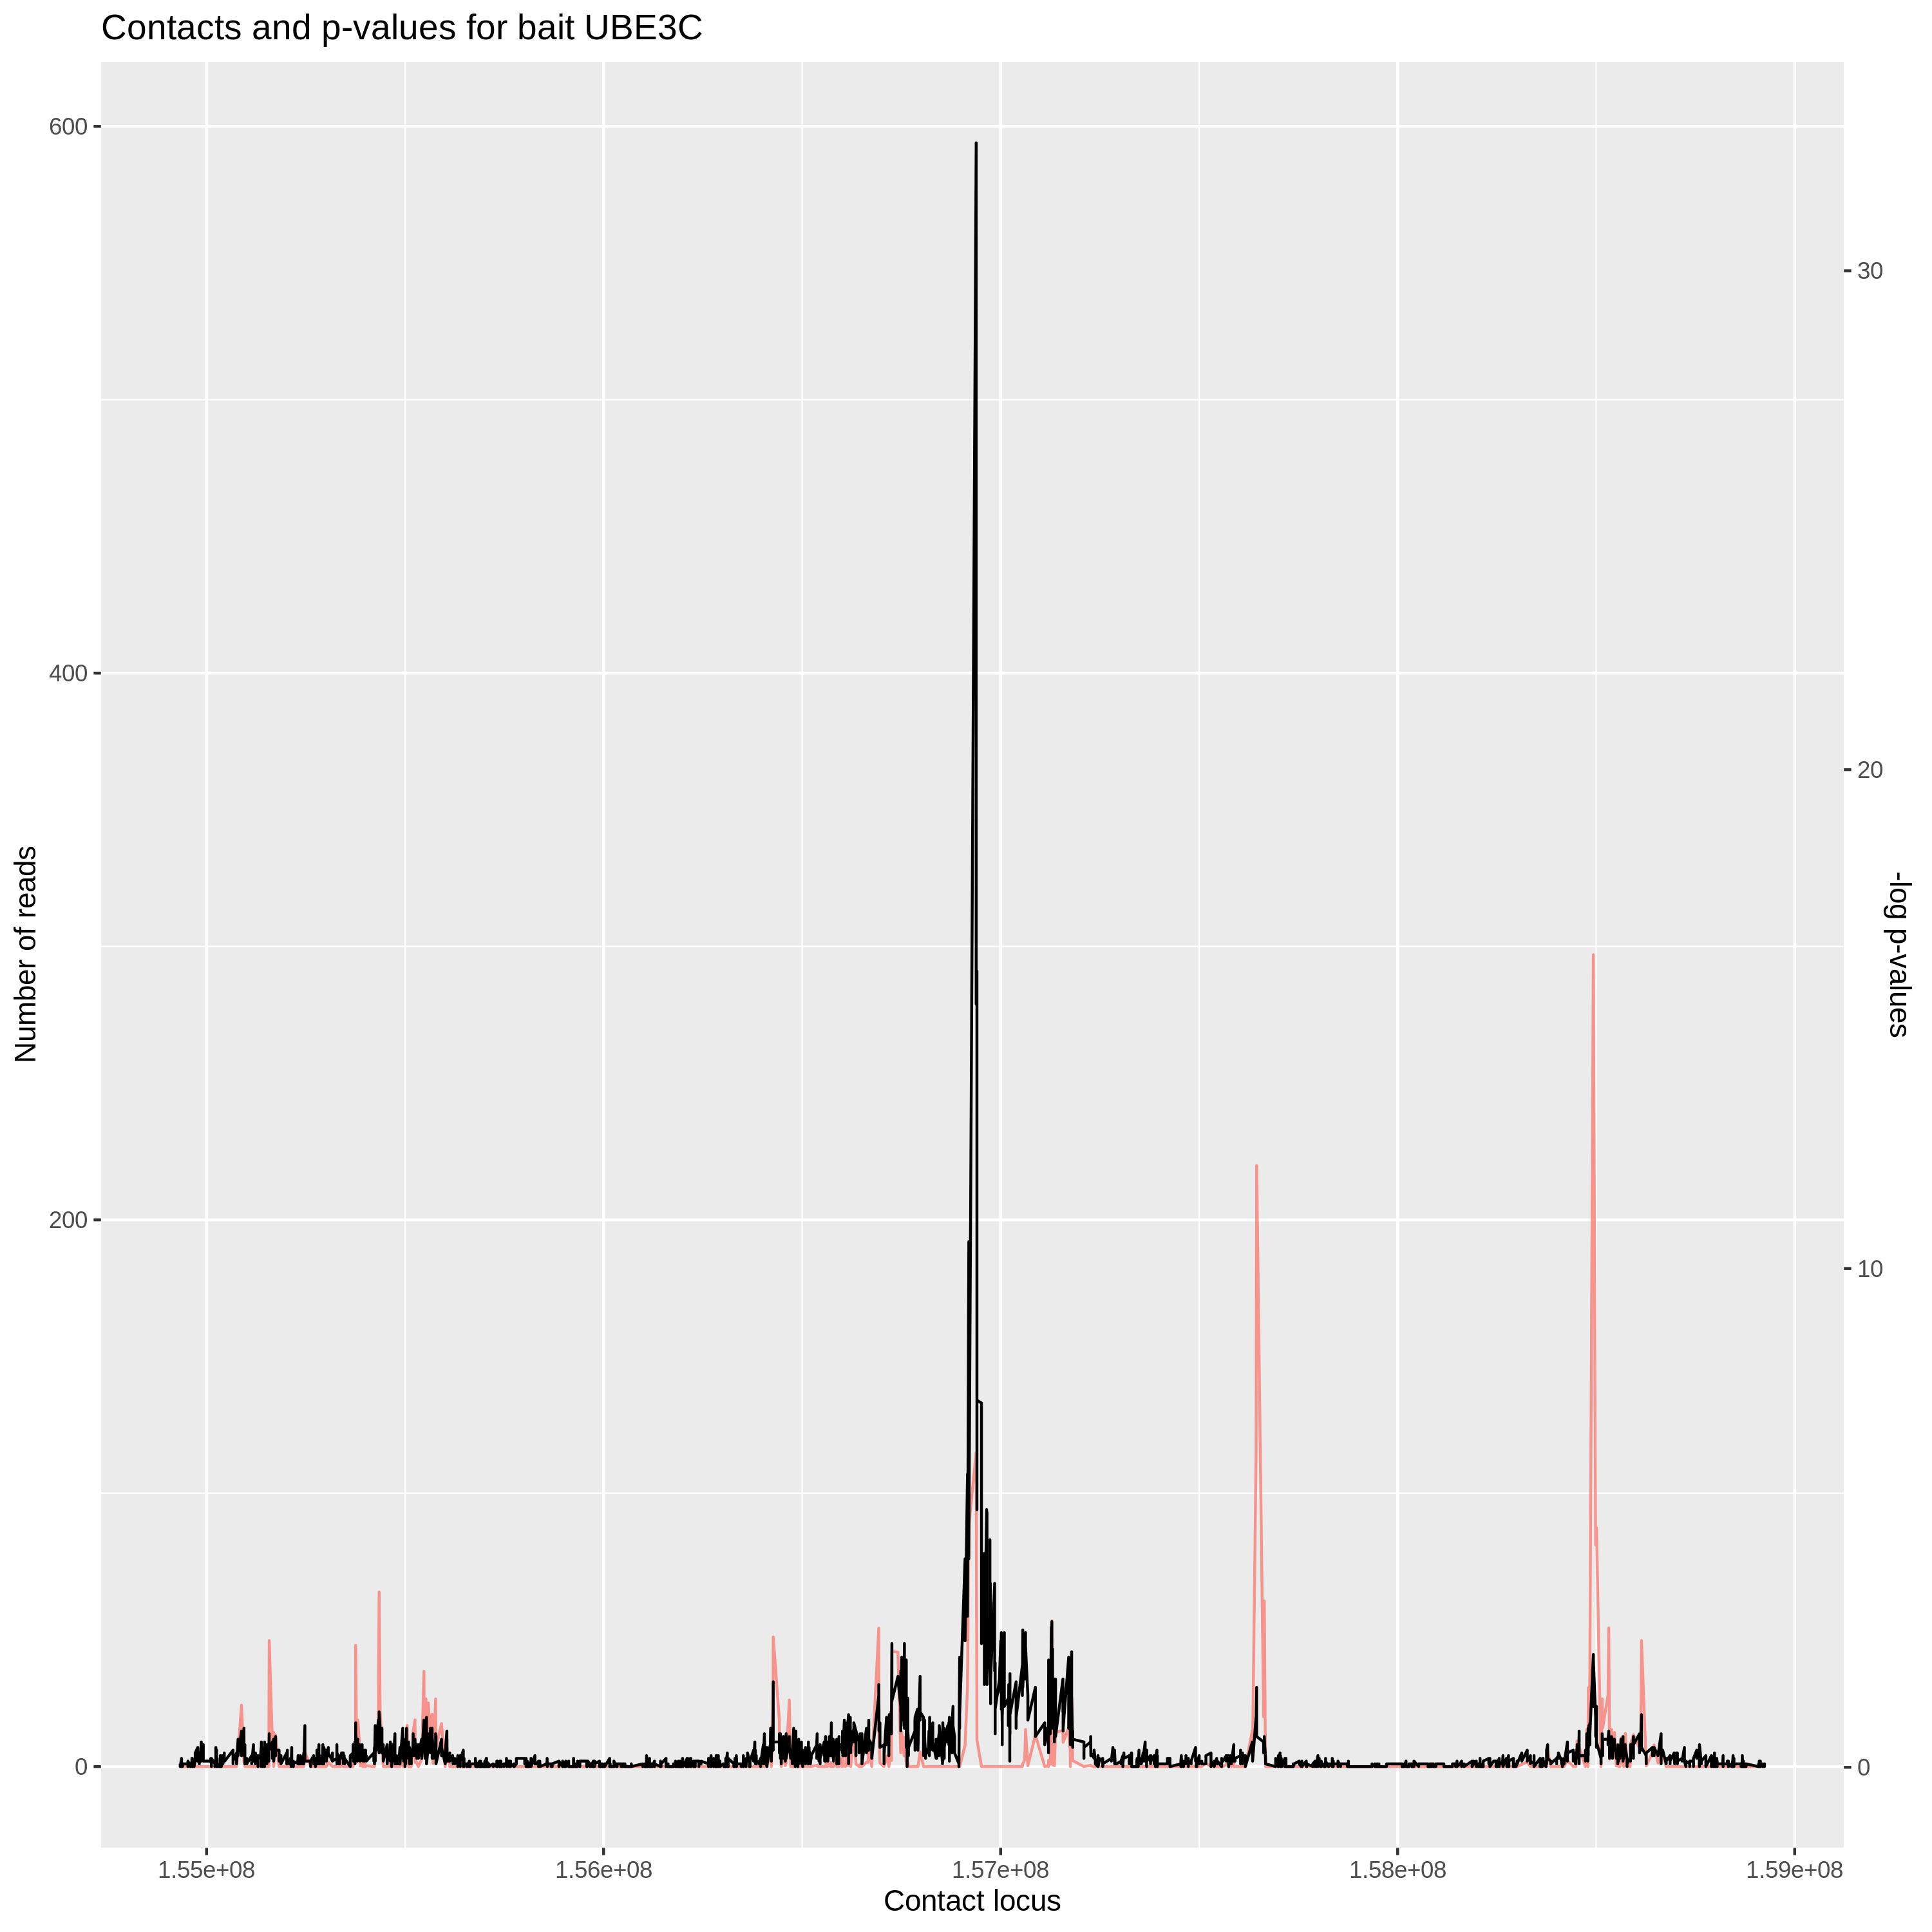 Contacts and p-values for bait UBE3C
600
400
200
0
Number of reads
30
20
10
0
-log p-values
1.55e+08
1.56e+08
1.57e+08
1.58e+08
1.59e+08
Contact locus